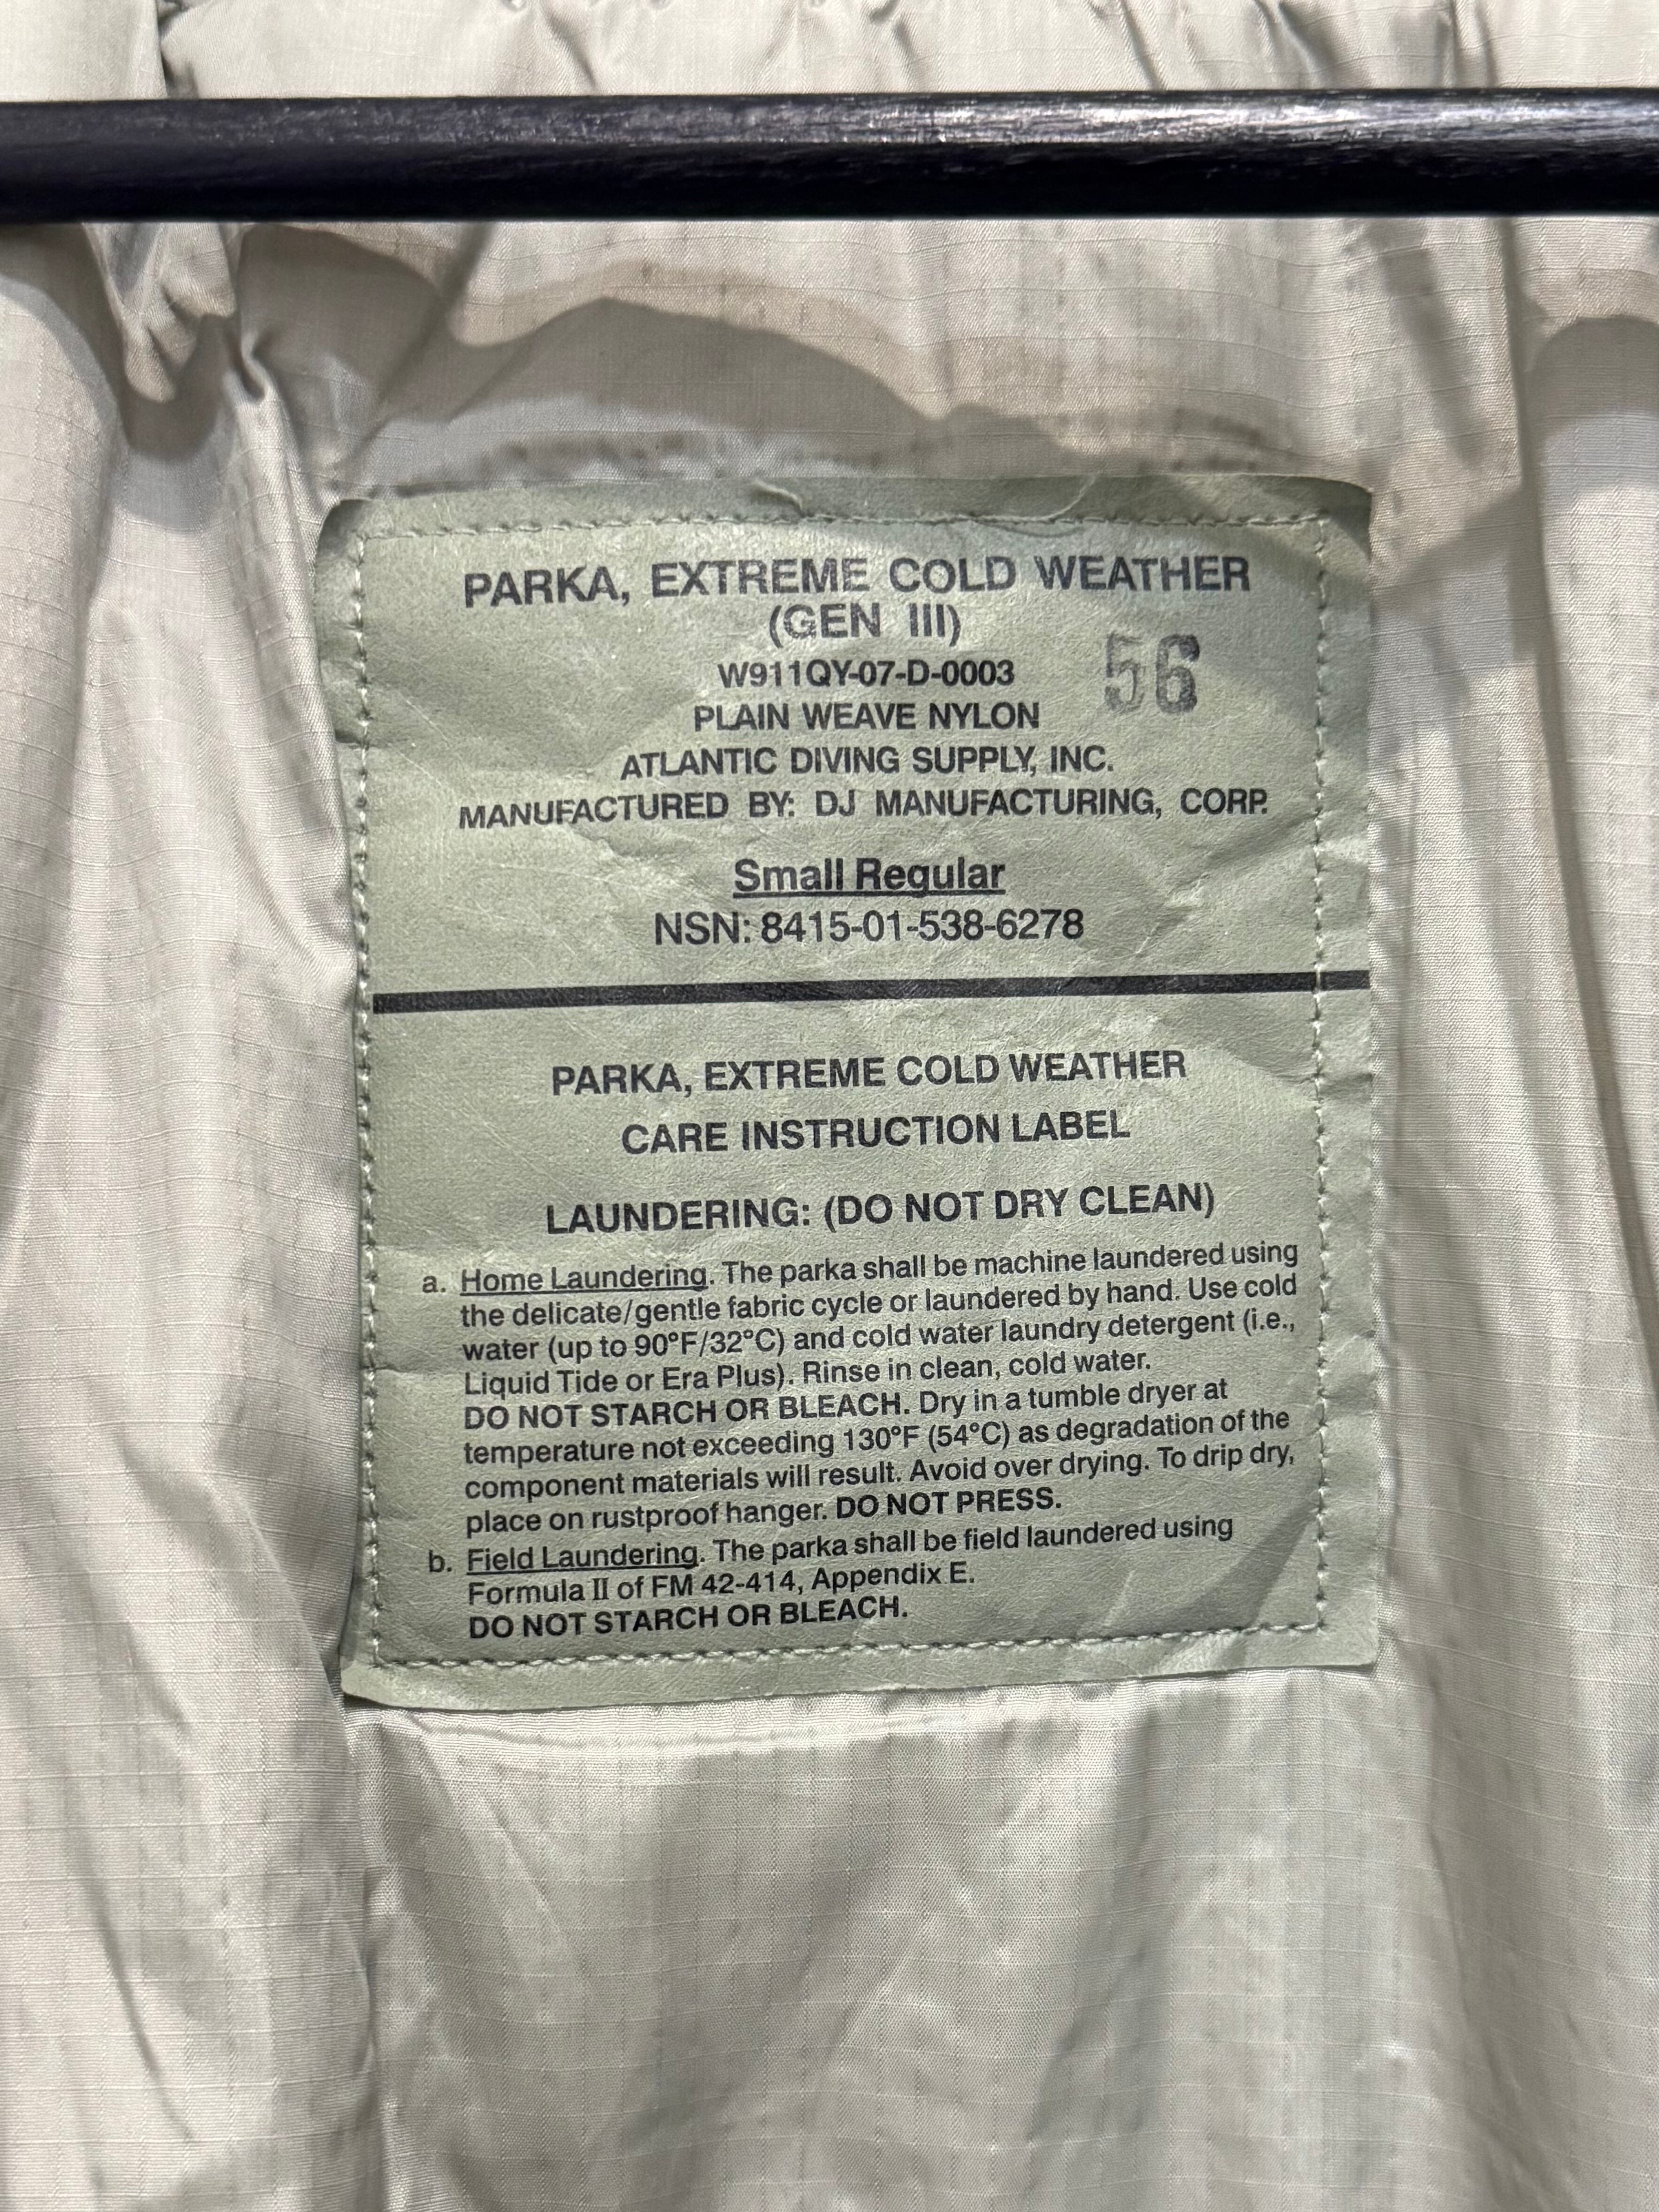 PARKA, EXTREME COLD WEATHER
(GEN III)
56
W911QY-07-D-0003
PLAIN WEAVE NYLON
ATLANTIC DIVING SUPPLY, INC.
MANUFACTURED BY: DJ MANUFACTURING, CORP.
Small Regular
NSN: 8415-01-538-6278
PARKA, EXTREME COLD WEATHER
CARE INSTRUCTION LABEL
LAUNDERING: (DO NOT DRY CLEAN)
a. Home Laundering. The parka shall be machine laundered using
the delicate/gentle fabric cycle or laundered by hand. Use cold
water (up to 90°F/32°C) and cold water laundry detergent (i.e.,
Liquid Tide or Era Plus). Rinse in clean, cold water.
DO NOT STARCH OR BLEACH. Dry in a tumble dryer at
temperature not exceeding 130°F (54°C) as degradation of the
component materials will result. Avoid over drying. To drip dry,
place on rustproof hanger. DO NOT PRESS.
b. Field Laundering. The parka shall be field laundered using
Formula II of FM 42-414, Appendix E.
DO NOT STARCH OR BLEACH.